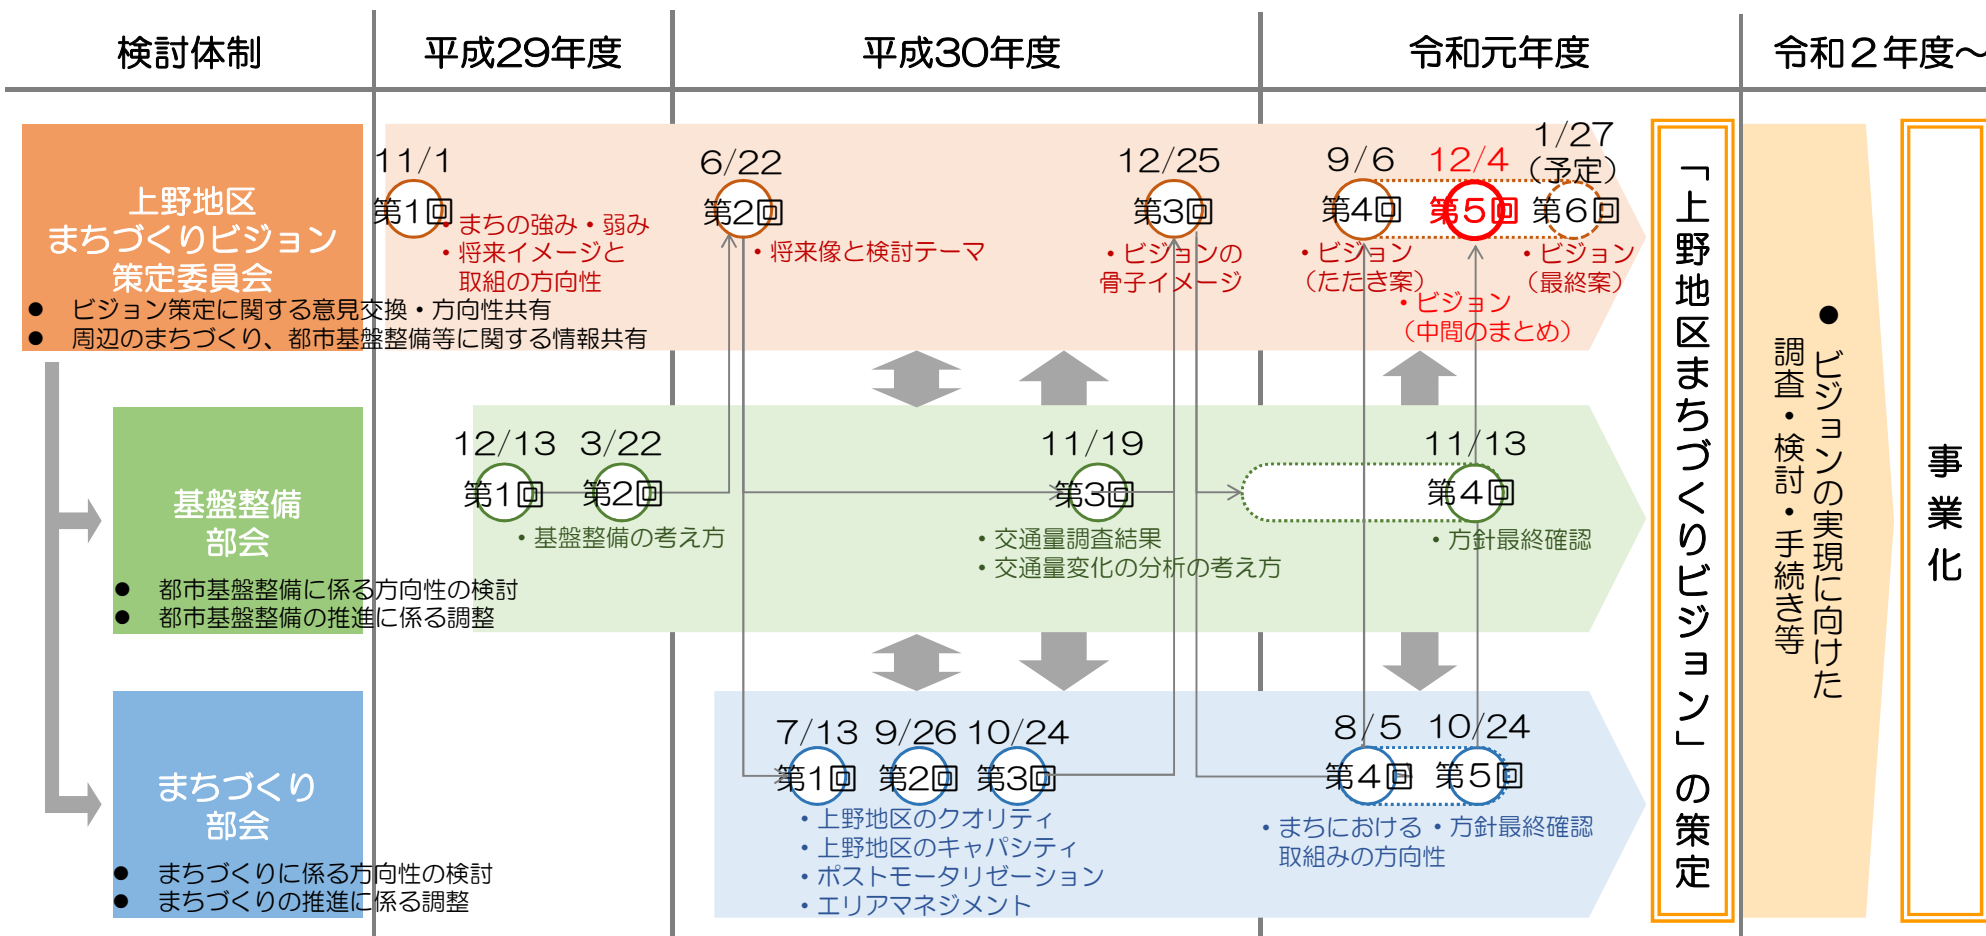 検討体制
平成29年度
平成30年度
令和元年度
令和２年度～
上野地区
まちづくりビジョン
策定委員会
● ビジョン策定に関する意見交換・方向性共有
● 周辺のまちづくり、都市基盤整備等に関する情報共有
11/1
第1回
・まちの強み・弱み
・将来イメージと
取組の方向性
6/22
第2回
・将来像と検討テーマ
12/25
第3回
・ビジョンの
骨子イメージ
9/6
第4回
・ビジョン
（たたき案）
12/4
第5回
・ビジョン
（中間のまとめ）
1/27
（予定）
第6回
・ビジョン
（最終案）
基盤整備
部会
● 都市基盤整備に係る方向性の検討
● 都市基盤整備の推進に係る調整
12/13
第1回
3/22
第2回
・基盤整備の考え方
11/19
第3回
・交通量調査結果
・交通量変化の分析の考え方
11/13
第4回
・方針最終確認
まちづくり
部会
● まちづくりに係る方向性の検討
● まちづくりの推進に係る調整
7/13
第1回
9/26
第2回
10/24
第3回
・上野地区のクオリティ
・上野地区のキャパシティ
・ポストモータリゼーション
・エリアマネジメント
8/5
第4回
・まちにおける
取組みの方向性
10/24
第5回
・方針最終確認
「上野地区まちづくりビジョン」の策定
● ビジョンの実現に向けた
調査・検討・手続き等
事業化